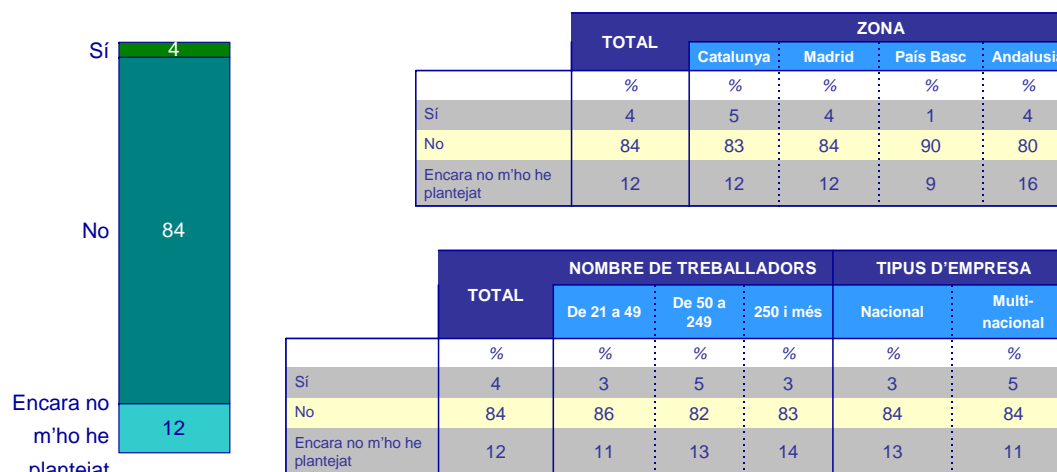 Sí
4
No
84
Encara no
m'ho he
plantejat
12
TOTAL
ZONA
Catalunya Madrid País Basc Andalusia
% % % % %
Sí 4 5 4 1 4
No 84 83 84 90 80
Encara no m'ho he
plantejat
12 12 12 9 16
TOTAL
NOMBRE DE TREBALLADORS TIPUS D'EMPRESA
De 21 a 49 De 50 a
249
250 i més Nacional Multi-
nacional
% % % % % %
Sí 4 3 5 3 3 5
No 84 86 82 83 84 84
Encara no m'ho he
plantejat
12 11 13 14 13 11